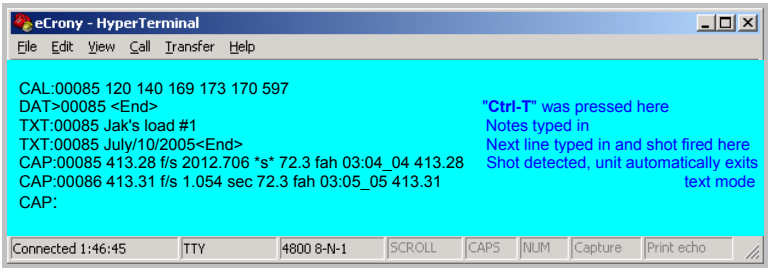 eCrony - HyperTerminal
File Edit View Call Transfer Help
CAL:00085 120 140 169 173 170 597
DAT>00085 <End> "Ctrl-T" was pressed here
TXT:00085 Jak's load #1 Notes typed in
TXT:00085 July/10/2005<End> Next line typed in and shot fired here
CAP:00085 413.28 f/s 2012.706 *s* 72.3 fah 03:04_04 413.28 Shot detected, unit automatically exits
CAP:00086 413.31 f/s 1.054 sec 72.3 fah 03:05_05 413.31 text mode
CAP:
Connected 1:46:45 TTY 4800 8-N-1 SCROLL CAPS NUM Capture Print echo